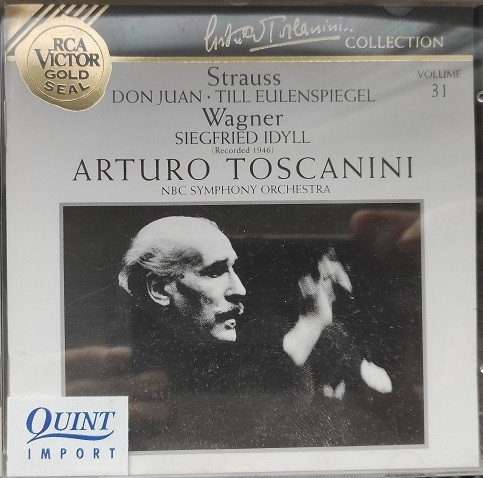 RCA
VICTOR
GOLD
SEAL
Arturo Toscanini
COLLECTION
VOLUME
31
Strauss
DON JUAN · TILL EULENSPIEGEL
Wagner
SIEGFRIED IDYLL
(Recorded 1946)
ARTURO TOSCANINI
NBC SYMPHONY ORCHESTRA
QUINT
IMPORT